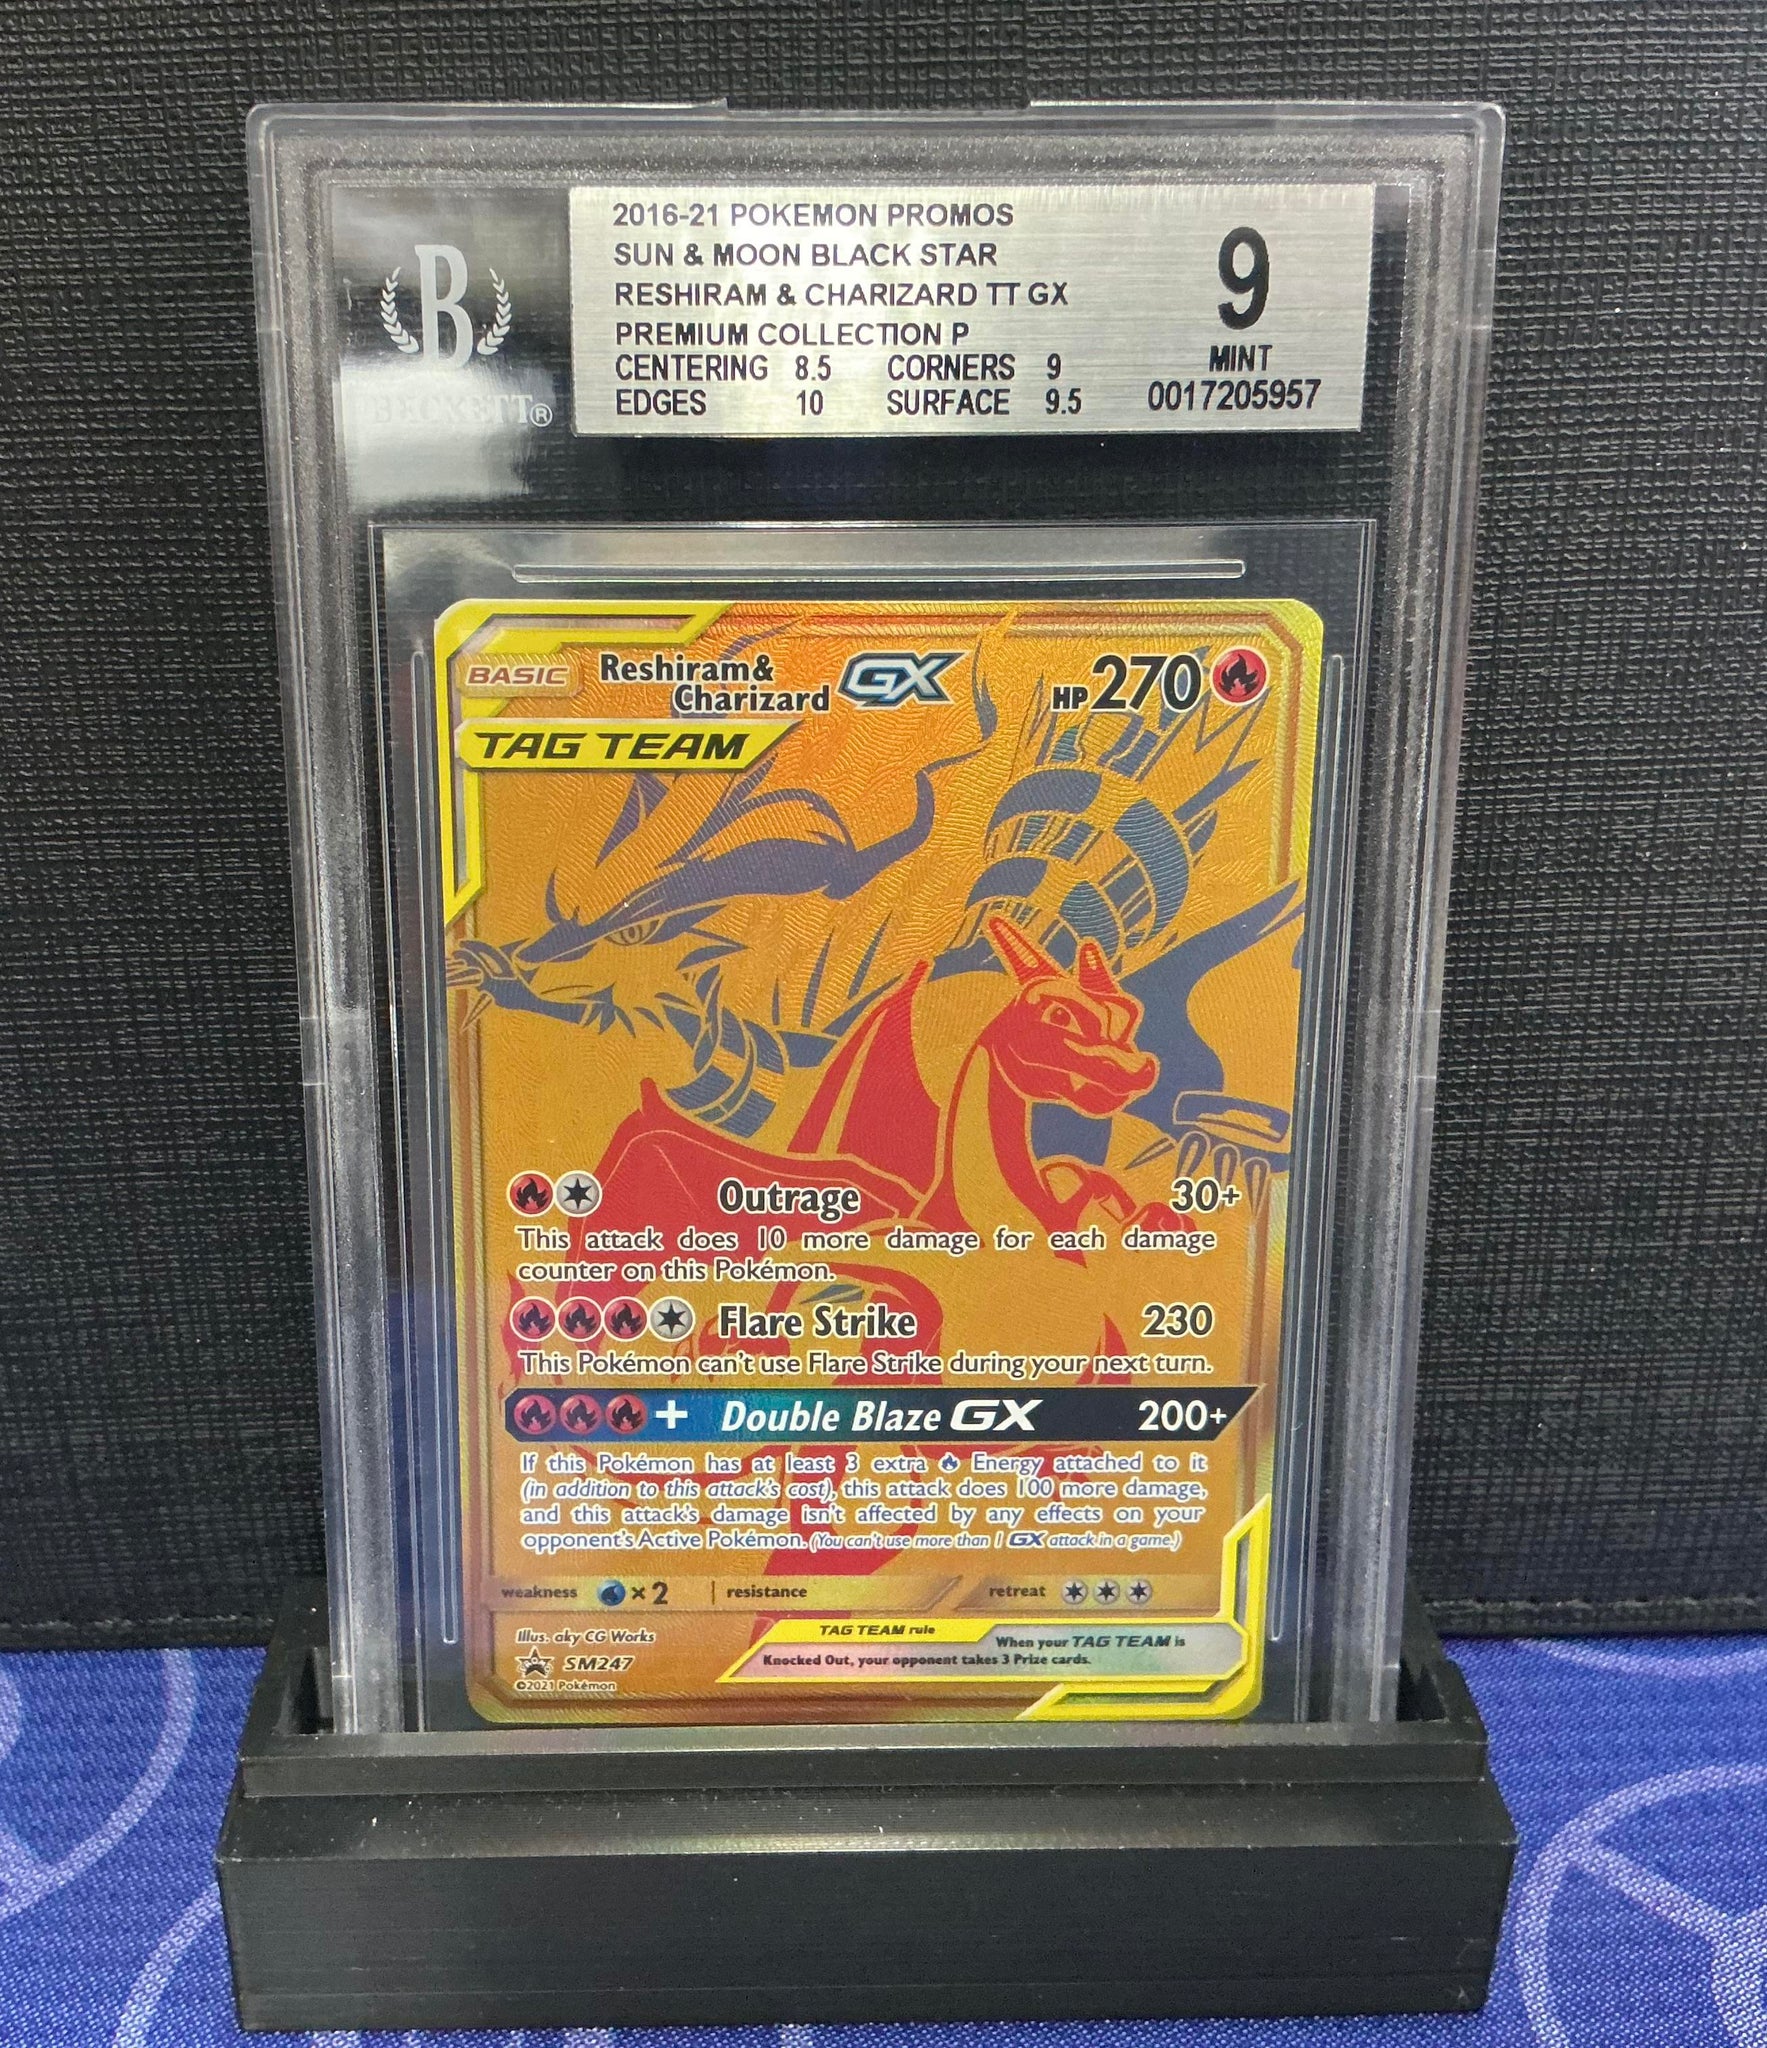 2016-21 POKEMON PROMOS
SUN & MOON BLACK STAR
RESHIRAM & CHARIZARD TT GX
PREMIUM COLLECTION P
CENTERING 8.5 CORNERS 9
EDGES 10 SURFACE 9.5
9
MINT
0017205957
B
BECKETT®
BASIC Reshiram&
Charizard GX HP 270
TAG TEAM
Outrage 30+
This attack does 10 more damage for each damage
counter on this Pokémon.
Flare Strike 230
This Pokémon can't use Flare Strike during your next turn.
+ Double Blaze GX 200+
If this Pokémon has at least 3 extra Energy attached to it
(in addition to this attack's cost), this attack does 100 more damage,
and this attack's damage isn't affected by any effects on your
opponent's Active Pokémon. (You can't use more than 1 GX attack in a game.)
weakness ×2 resistance retreat
Illus. aky CG Works
SM247
©2021 Pokémon
TAG TEAM rule
When your TAG TEAM is
Knocked Out, your opponent takes 3 Prize cards.